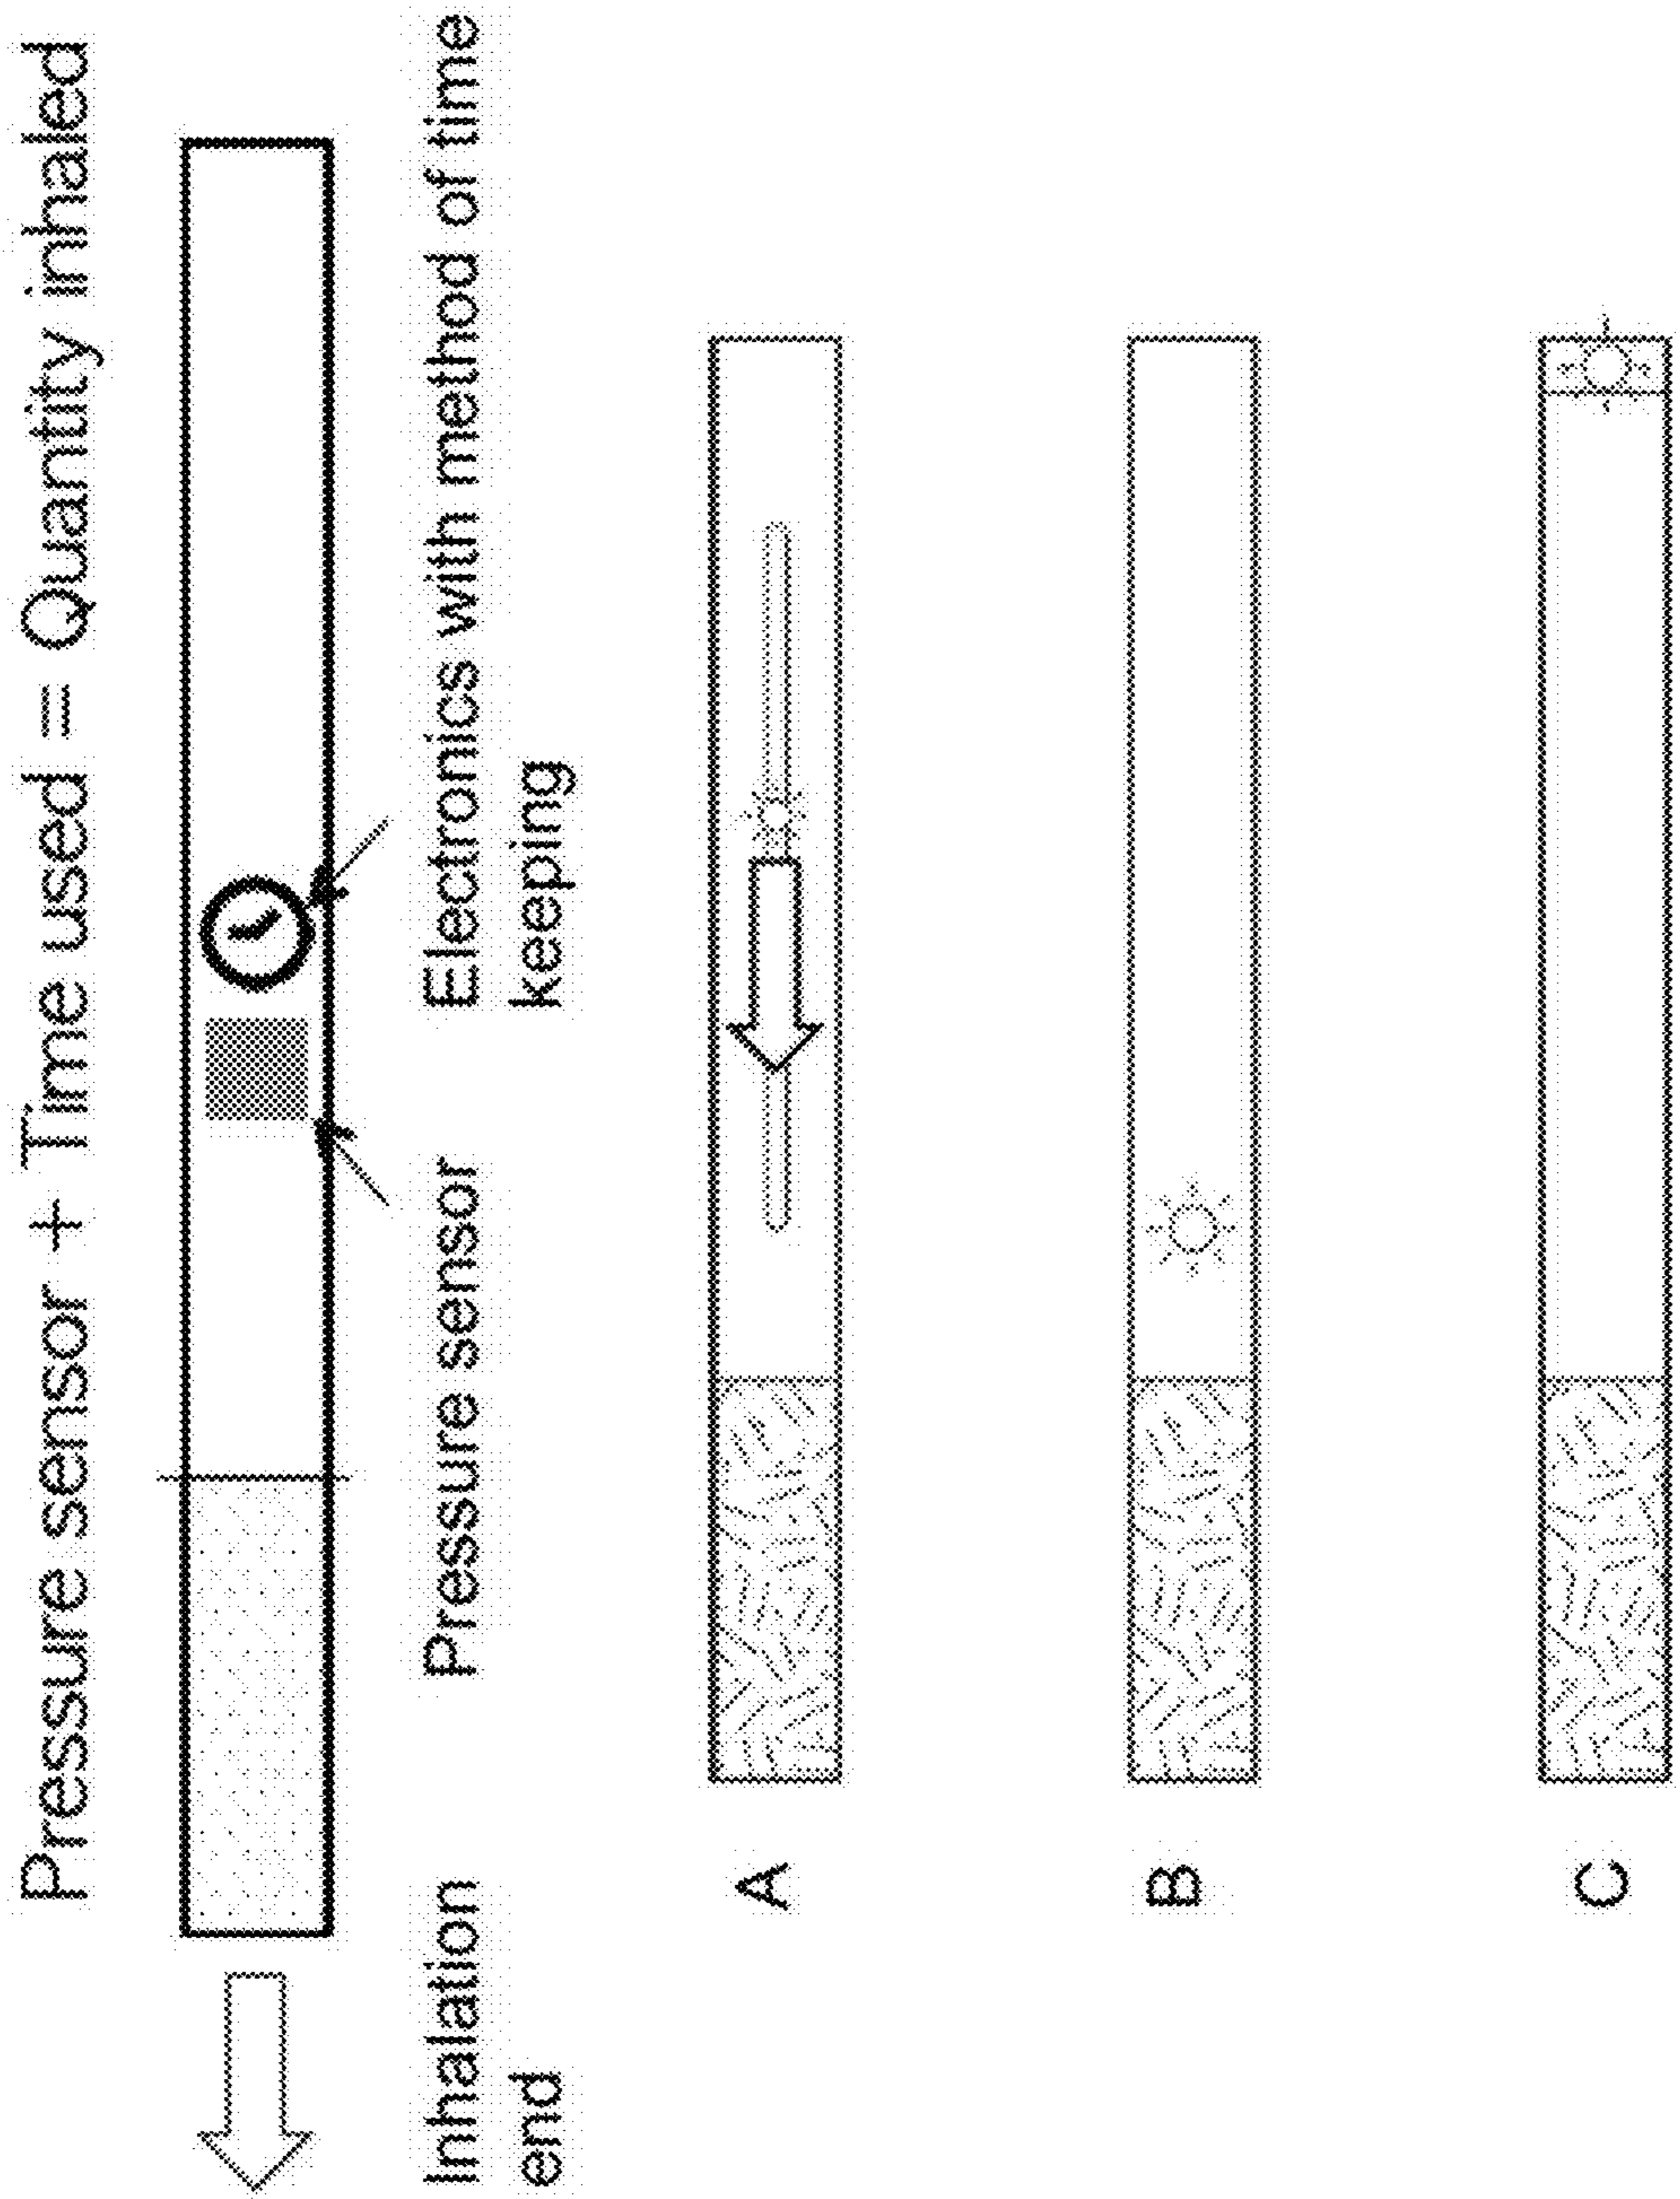 Pressure sensor + Time used = Quantity inhaled
Inhalation
end
Pressure sensor
Electronics with method of time
keeping
A
B
C